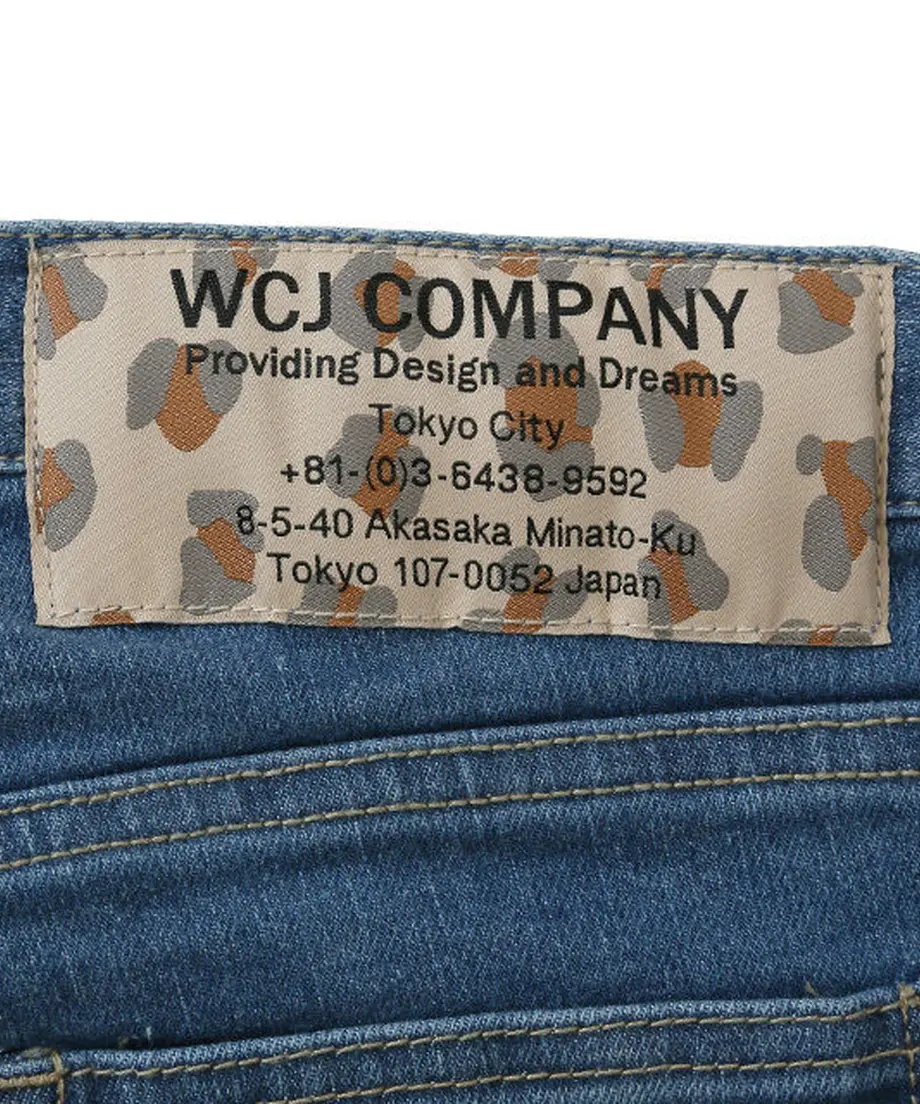 WCJ COMPANY
Providing Design and Dreams
Tokyo City
+81-(0)3-6438-9592
8-5-40 Akasaka Minato-Ku
Tokyo 107-0052 Japan